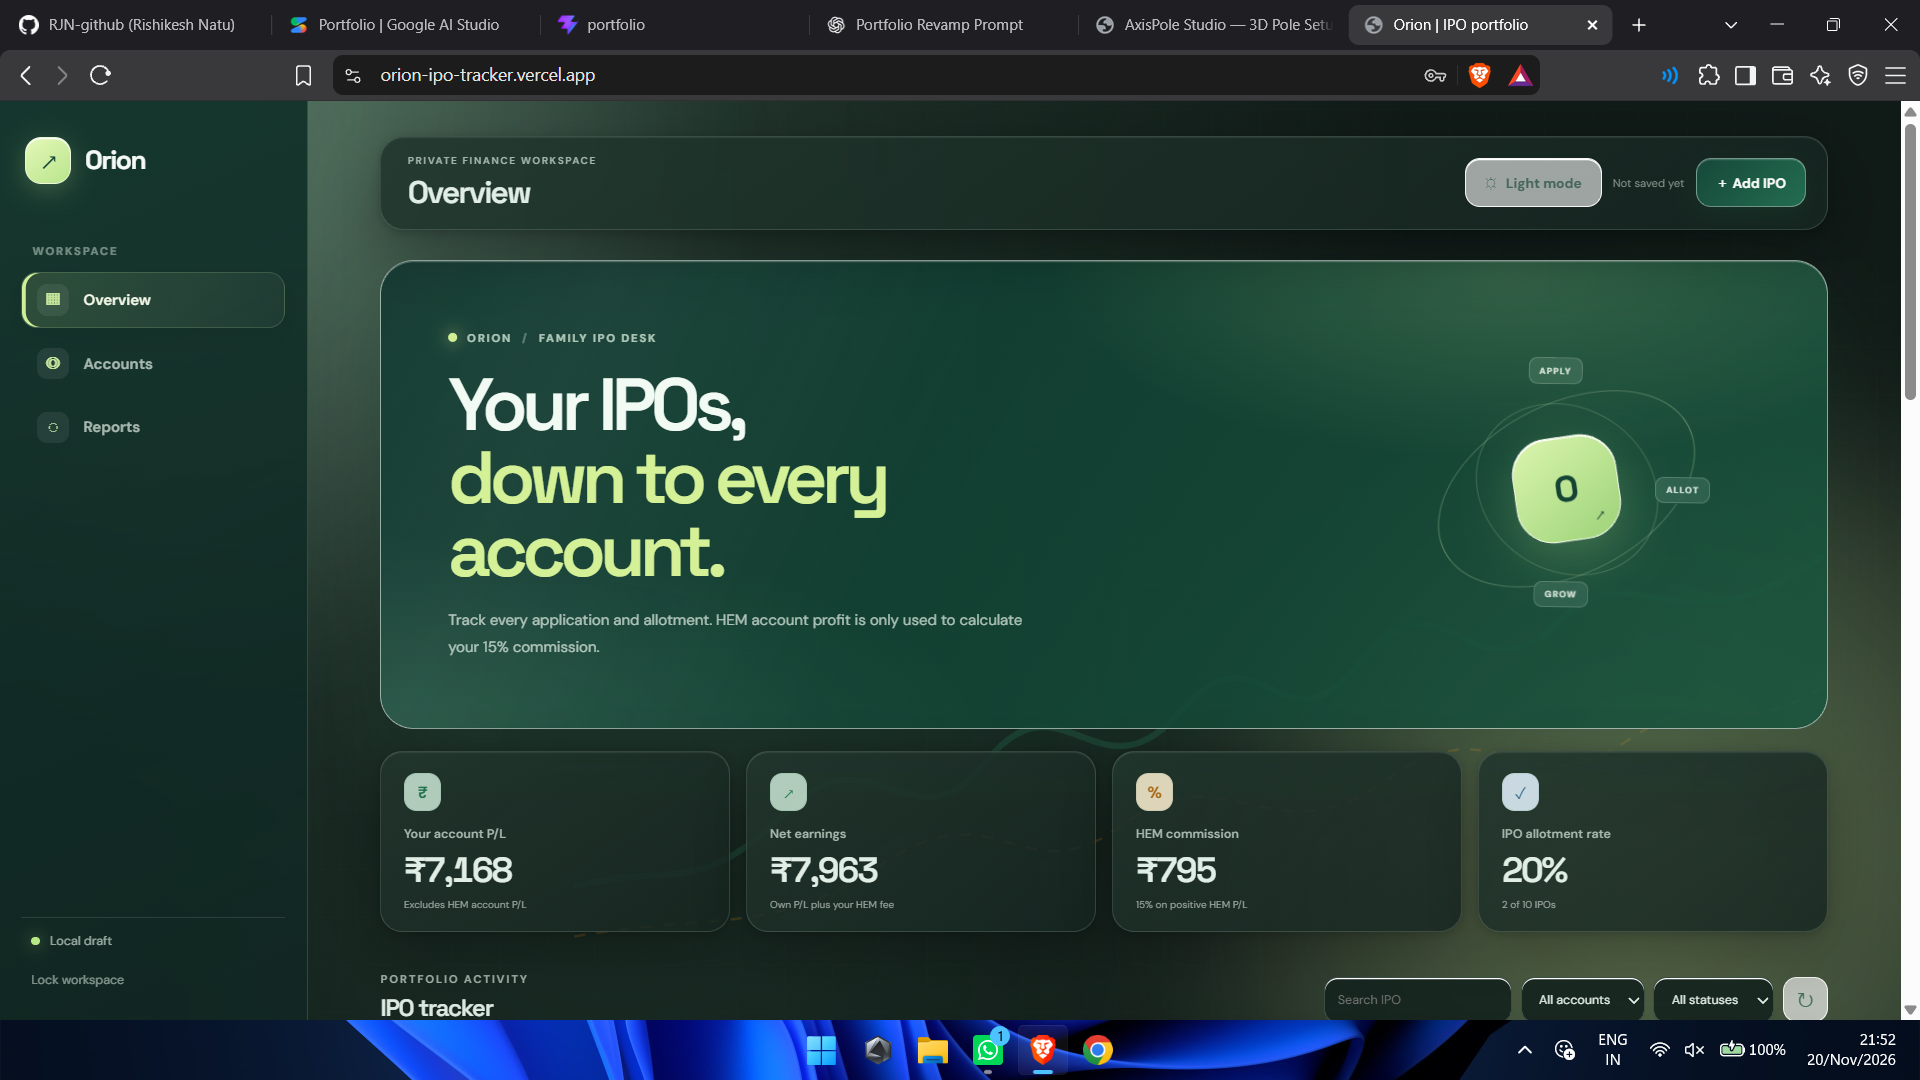 RJN-github (Rishikesh Natu)
Portfolio | Google AI Studio
portfolio
Portfolio Revamp Prompt
AxisPole Studio — 3D Pole Setu
Orion | IPO portfolio
orion-ipo-tracker.vercel.app
Orion
WORKSPACE
Overview
Accounts
Reports
Local draft
Lock workspace
PRIVATE FINANCE WORKSPACE
Overview
Light mode
Not saved yet
+ Add IPO
ORION / FAMILY IPO DESK
Your IPOs,
down to every
account.
Track every application and allotment. HEM account profit is only used to calculate
your 15% commission.
APPLY
O
ALLOT
GROW
₹
Your account P/L
₹7,168
Excludes HEM account P/L
Net earnings
₹7,963
Own P/L plus your HEM fee
%
HEM commission
₹795
15% on positive HEM P/L
IPO allotment rate
20%
2 of 10 IPOs
PORTFOLIO ACTIVITY
IPO tracker
Search IPO
All accounts
All statuses
1
ENG
IN
100%
21:52
20/Nov/2026